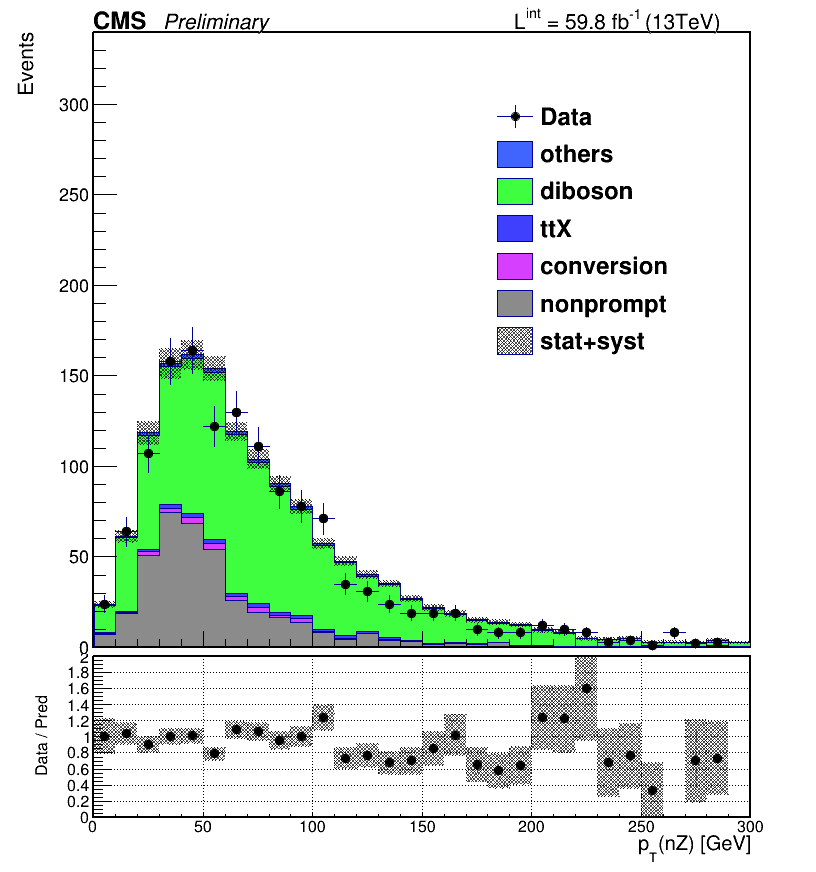 CMS Preliminary L^int = 59.8 fb^-1 (13TeV)
Events
300
250
200
150
100
50
0
Data
others
diboson
ttX
conversion
nonprompt
stat+syst
Data / Pred
2
1.8
1.6
1.4
1.2
1
0.8
0.6
0.4
0.2
0
0 50 100 150 200 250 300
p_T(nZ) [GeV]